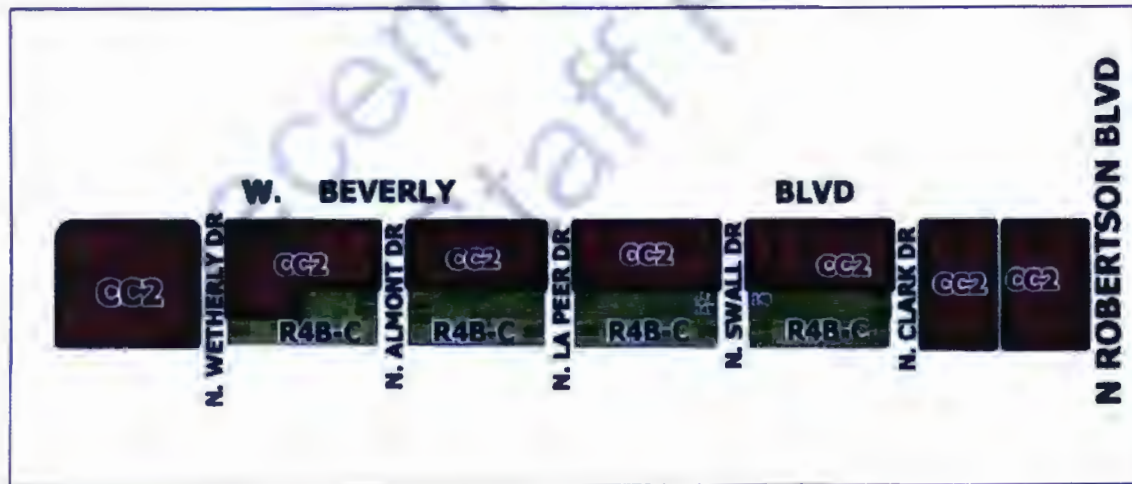 W. BEVERLY BLVD
N ROBERTSON BLVD
CC2
N. WETHERLY DR
CC2
R4B-C
N. ALMONT DR
CC2
R4B-C
N. LA PEER DR
CC2
R4B-C
N. SWALL DR
CC2
R4B-C
N. CLARK DR
CC2
CC2